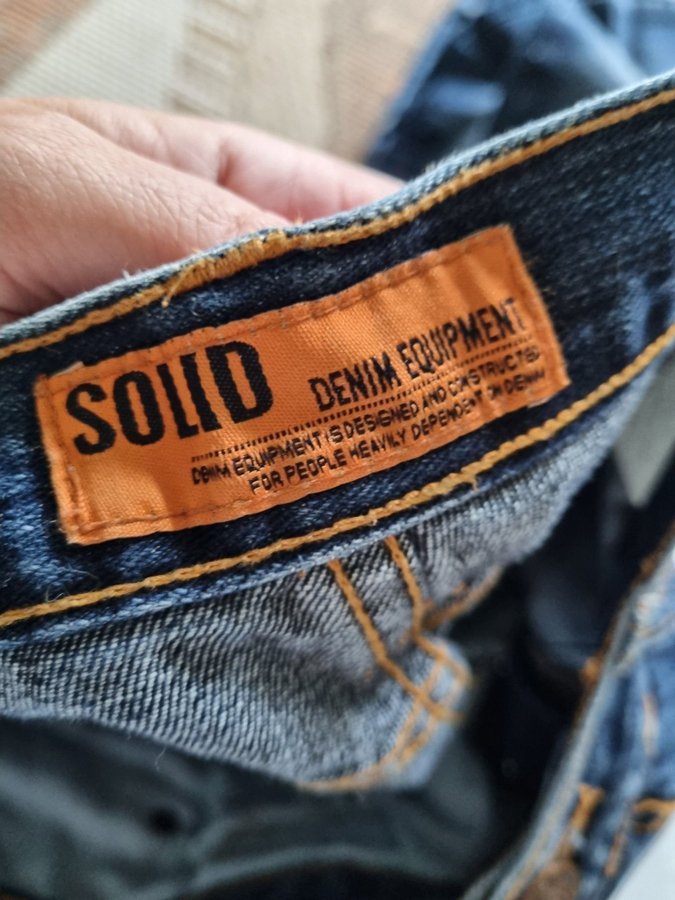 SOLID
DENIM EQUIPMENT
DENIM EQUIPMENT IS DESIGNED AND CONSTRUCTED
FOR PEOPLE HEAVILY DEPENDENT ON DENIM